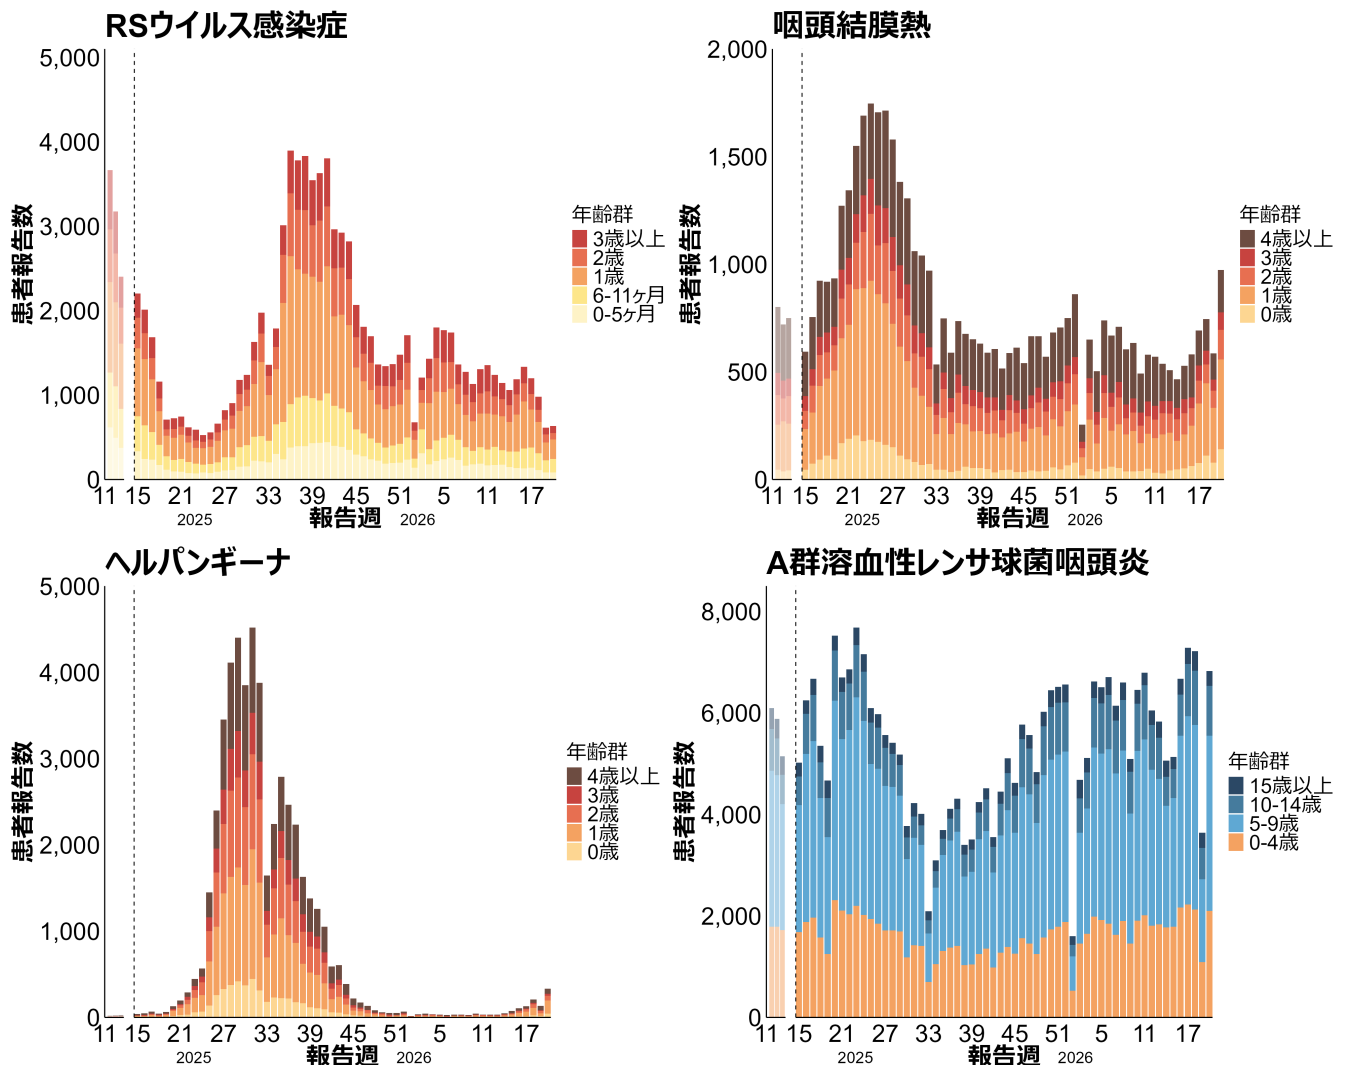 RSウイルス感染症
患者報告数
5,000
4,000
3,000
2,000
1,000
0
11 15 21 27 33 39 45 51 5 11 17
2025 報告週 2026
年齢群
3歳以上
2歳
1歳
6-11ヶ月
0-5ヶ月
咽頭結膜熱
患者報告数
2,000
1,500
1,000
500
0
11 15 21 27 33 39 45 51 5 11 17
2025 報告週 2026
年齢群
4歳以上
3歳
2歳
1歳
0歳
ヘルパンギーナ
患者報告数
5,000
4,000
3,000
2,000
1,000
0
11 15 21 27 33 39 45 51 5 11 17
2025 報告週 2026
年齢群
4歳以上
3歳
2歳
1歳
0歳
A群溶血性レンサ球菌咽頭炎
患者報告数
8,000
6,000
4,000
2,000
0
11 15 21 27 33 39 45 51 5 11 17
2025 報告週 2026
年齢群
15歳以上
10-14歳
5-9歳
0-4歳